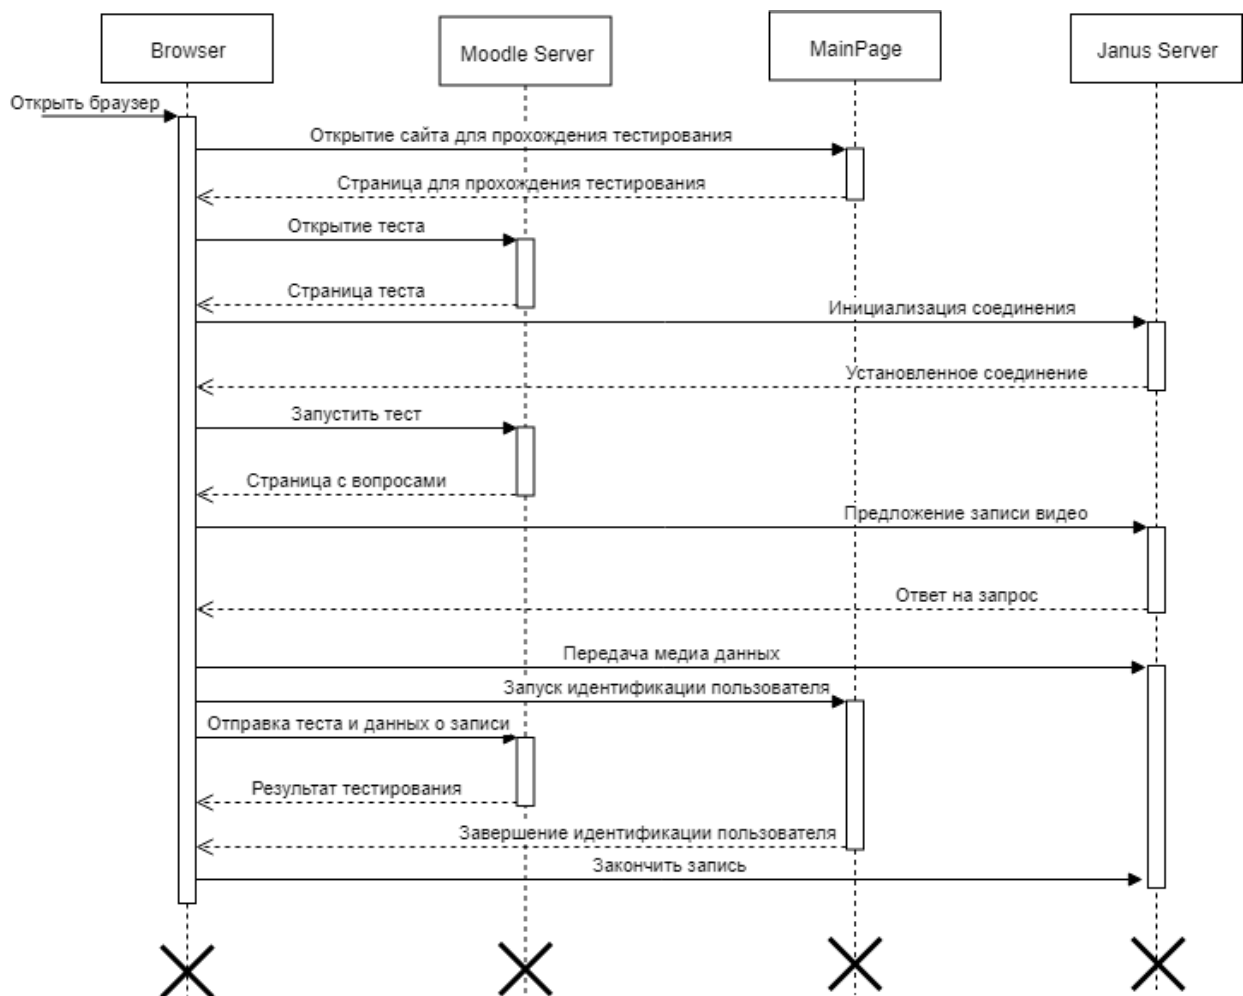 Browser
Moodle Server
MainPage
Janus Server
Открыть браузер
Открытие сайта для прохождения тестирования
Страница для прохождения тестирования
Открытие теста
Страница теста
Инициализация соединения
Установленное соединение
Запустить тест
Страница с вопросами
Предложение записи видео
Ответ на запрос
Передача медиа данных
Запуск идентификации пользователя
Отправка теста и данных о записи
Результат тестирования
Завершение идентификации пользователя
Закончить запись